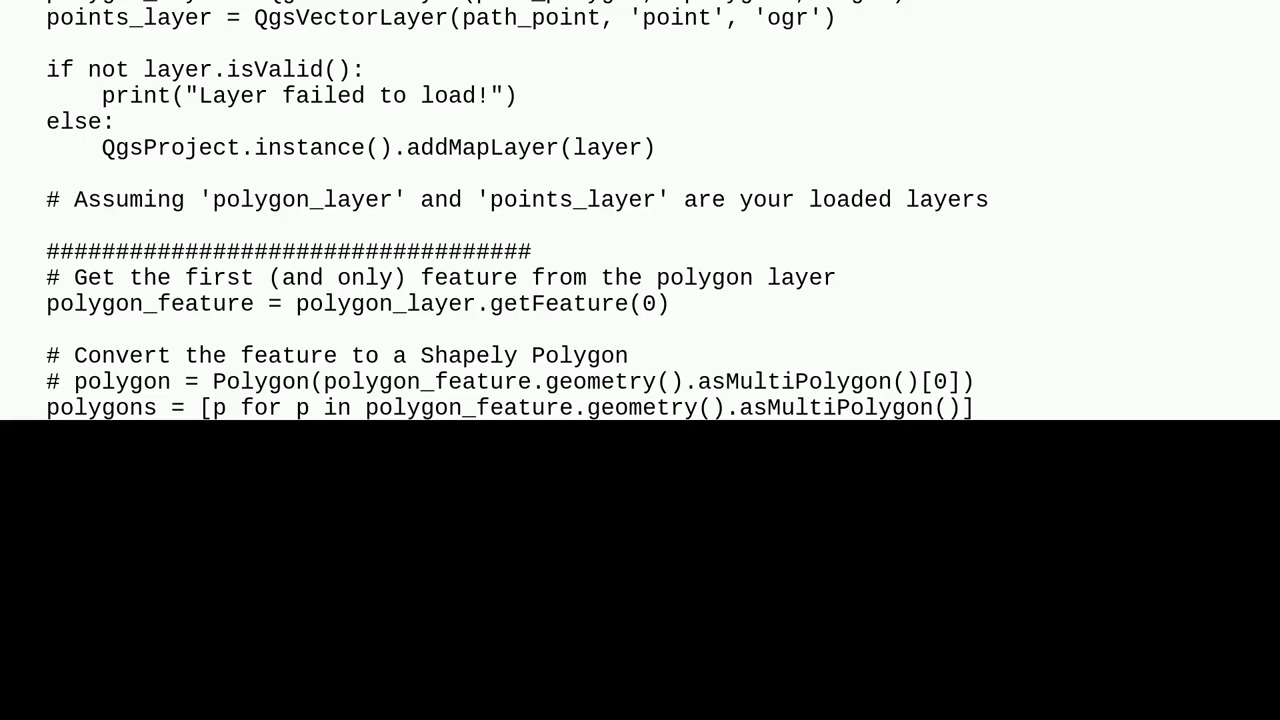 points_layer = QgsVectorLayer(path_point, 'point', 'ogr')
if not layer.isValid():
    print("Layer failed to load!")
else:
    QgsProject.instance().addMapLayer(layer)
# Assuming 'polygon_layer' and 'points_layer' are your loaded layers
###################################
# Get the first (and only) feature from the polygon layer
polygon_feature = polygon_layer.getFeature(0)
# Convert the feature to a Shapely Polygon
# polygon = Polygon(polygon_feature.geometry().asMultiPolygon()[0])
polygons = [p for p in polygon_feature.geometry().asMultiPolygon()]